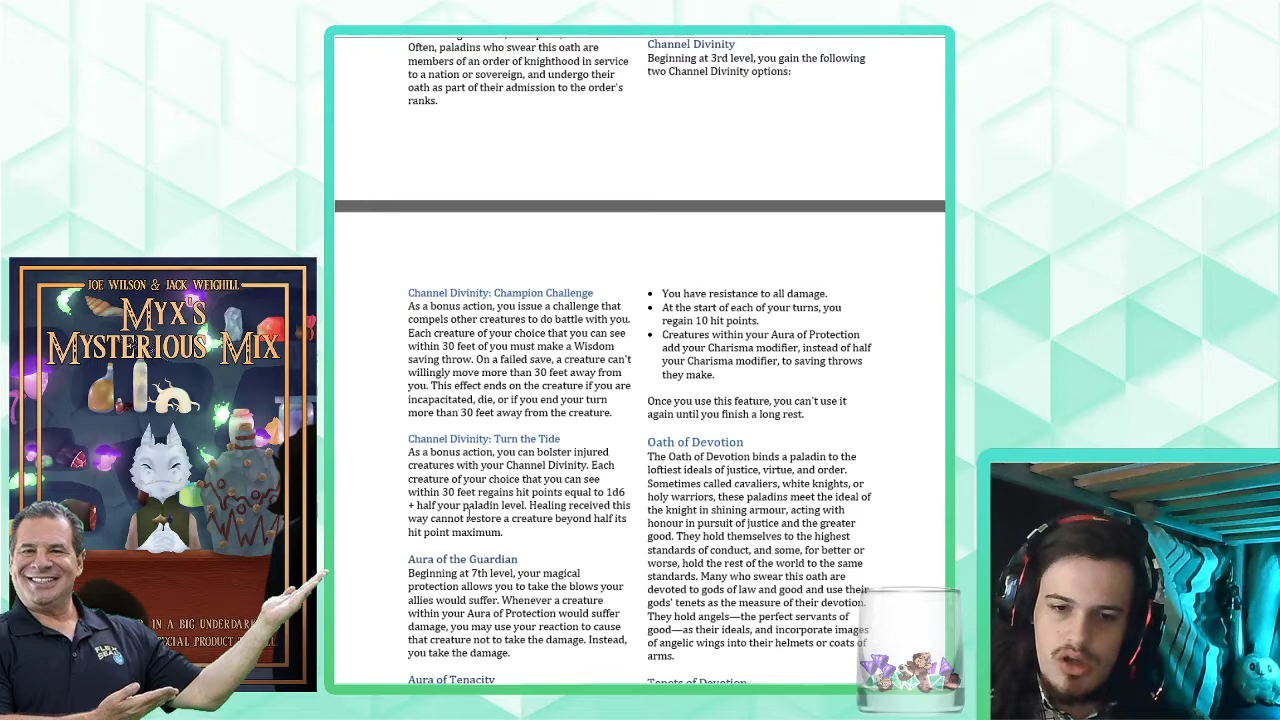 Often, paladins who swear this oath are
members of an order of knighthood in service
to a nation or sovereign, and undergo their
oath as part of their admission to the order's
ranks.
Channel Divinity
Beginning at 3rd level, you gain the following
two Channel Divinity options:
Channel Divinity: Champion Challenge
As a bonus action, you issue a challenge that
compels other creatures to do battle with you.
Each creature of your choice that you can see
within 30 feet of you must make a Wisdom
saving throw. On a failed save, a creature can't
willingly move more than 30 feet away from
you. This effect ends on the creature if you are
incapacitated, die, or if you end your turn
more than 30 feet away from the creature.
Channel Divinity: Turn the Tide
As a bonus action, you can bolster injured
creatures with your Channel Divinity. Each
creature of your choice that you can see
within 30 feet regains hit points equal to 1d6
+ half your paladin level. Healing received this
way cannot restore a creature beyond half its
hit point maximum.
Aura of the Guardian
Beginning at 7th level, your magical
protection allows you to take the blows your
allies would suffer. Whenever a creature
within your Aura of Protection would suffer
damage, you may use your reaction to cause
that creature not to take the damage. Instead,
you take the damage.
Aura of Tenacity
• You have resistance to all damage.
• At the start of each of your turns, you
regain 10 hit points.
• Creatures within your Aura of Protection
add your Charisma modifier, instead of half
your Charisma modifier, to saving throws
they make.
Once you use this feature, you can't use it
again until you finish a long rest.
Oath of Devotion
The Oath of Devotion binds a paladin to the
loftiest ideals of justice, virtue, and order.
Sometimes called cavaliers, white knights, or
holy warriors, these paladins meet the ideal of
the knight in shining armour, acting with
honour in pursuit of justice and the greater
good. They hold themselves to the highest
standards of conduct, and some, for better or
worse, hold the rest of the world to the same
standards. Many who swear this oath are
devoted to gods of law and good and use their
gods' tenets as the measure of their devotion.
They hold angels—the perfect servants of
good—as their ideals, and incorporate images
of angelic wings into their helmets or coats of
arms.
Tenets of Devotion
JOE WILSON & JACK WEIGHILL
MYX'S
MYSTERIOUS MIX
IN A BIG UNDERDARK
FLEX
SEAL